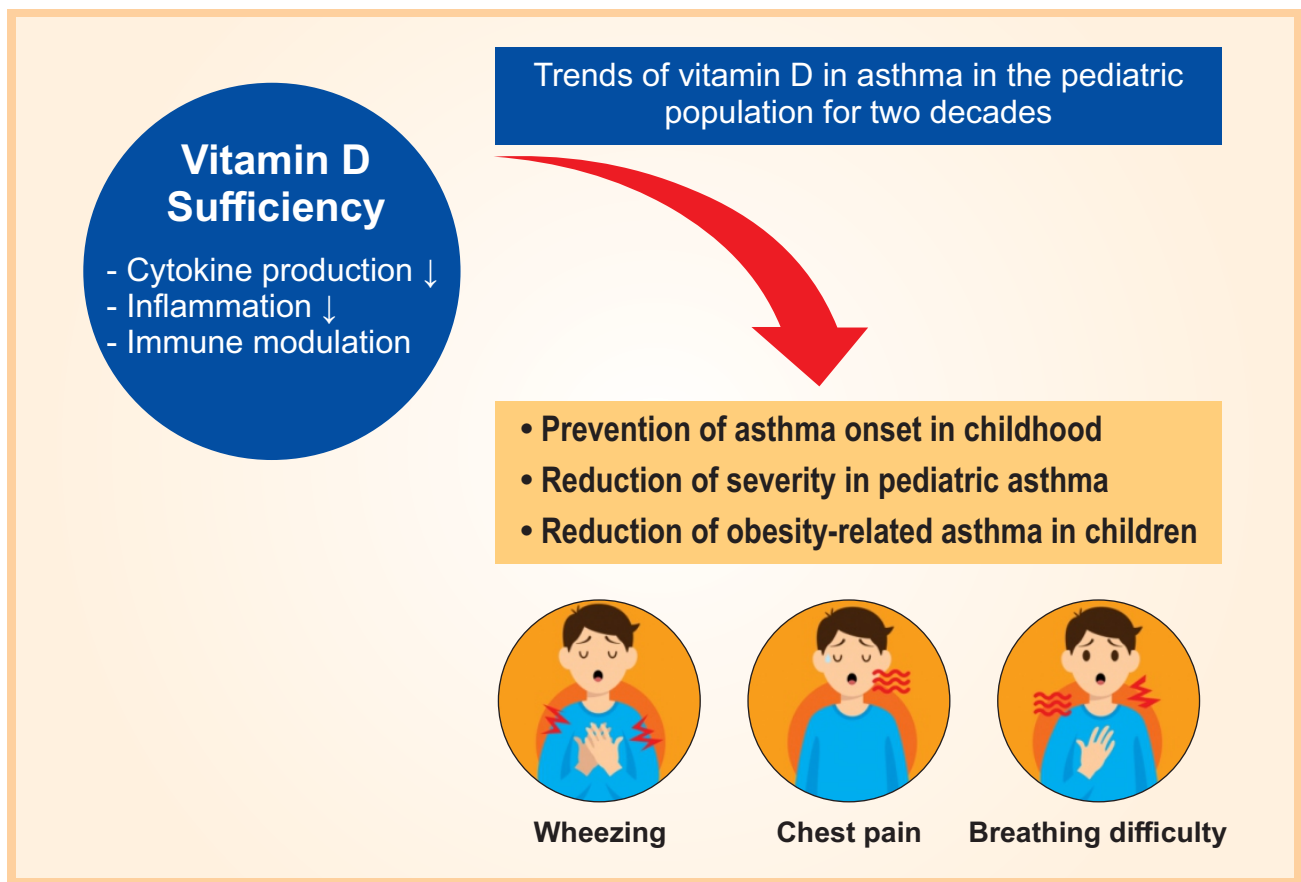 Trends of vitamin D in asthma in the pediatric
population for two decades
Vitamin D
Sufficiency
- Cytokine production ↓
- Inflammation ↓
- Immune modulation
• Prevention of asthma onset in childhood
• Reduction of severity in pediatric asthma
• Reduction of obesity-related asthma in children
Wheezing
Chest pain
Breathing difficulty